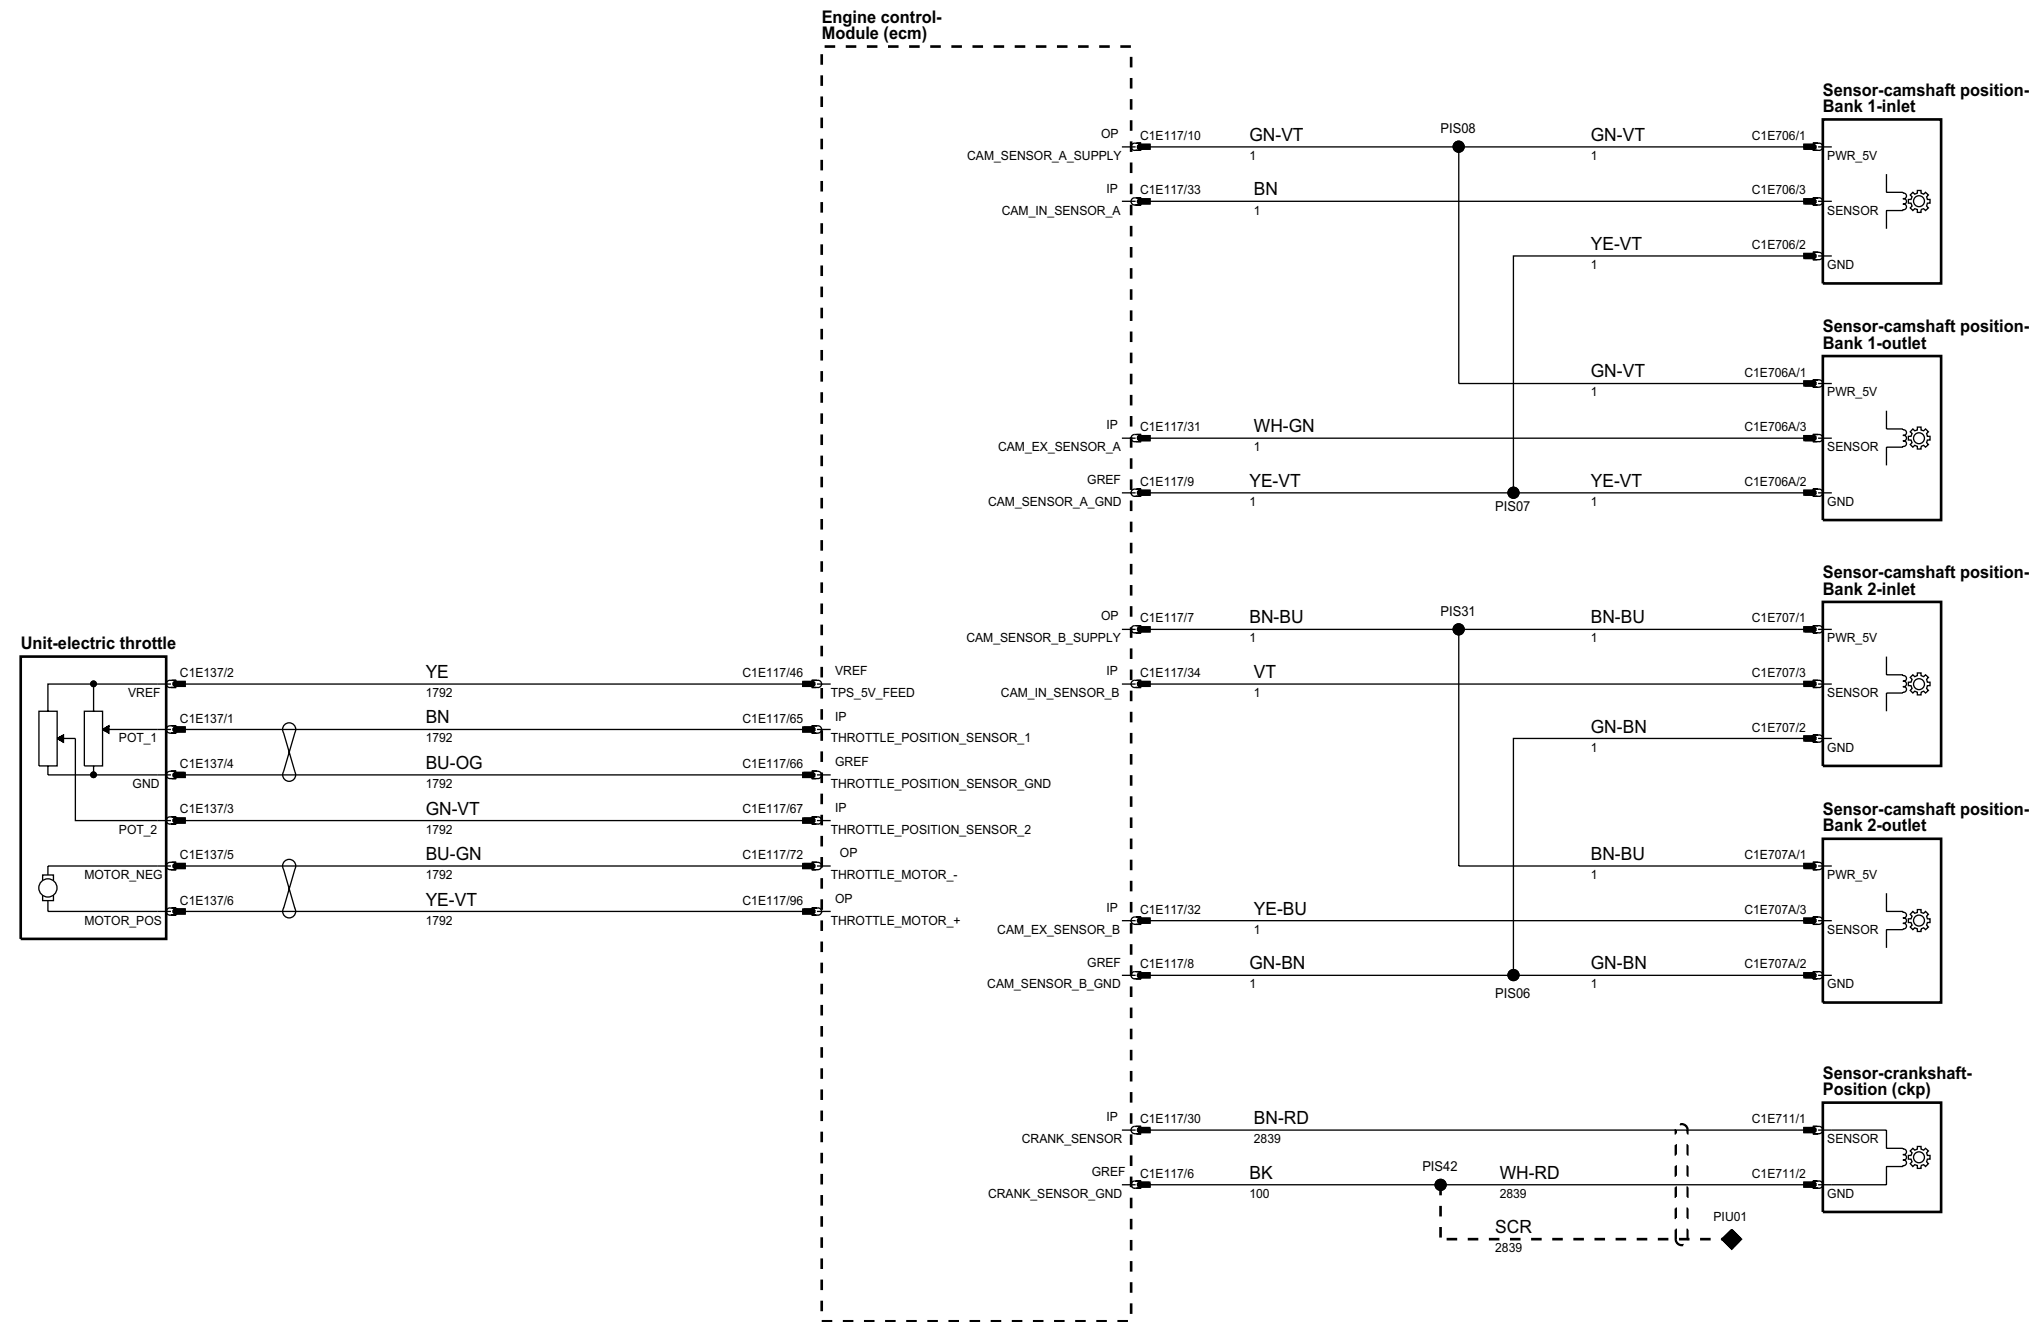 Engine control-
Module (ecm)
Sensor-camshaft position-
Bank 1-inlet
OP C1E117/10 GN-VT PIS08 GN-VT C1E706/1
CAM_SENSOR_A_SUPPLY 1 1 PWR_5V
IP C1E117/33 BN C1E706/3
CAM_IN_SENSOR_A 1 SENSOR
YE-VT C1E706/2
1 GND
Sensor-camshaft position-
Bank 1-outlet
GN-VT C1E706A/1
1 PWR_5V
IP C1E117/31 WH-GN C1E706A/3
CAM_EX_SENSOR_A 1 SENSOR
GREF C1E117/9 YE-VT YE-VT C1E706A/2
CAM_SENSOR_A_GND 1 PIS07 1 GND
Sensor-camshaft position-
Bank 2-inlet
OP C1E117/7 BN-BU PIS31 BN-BU C1E707/1
CAM_SENSOR_B_SUPPLY 1 1 PWR_5V
IP C1E117/34 VT C1E707/3
CAM_IN_SENSOR_B 1 SENSOR
GN-BN C1E707/2
1 GND
Sensor-camshaft position-
Bank 2-outlet
BN-BU C1E707A/1
1 PWR_5V
IP C1E117/32 YE-BU C1E707A/3
CAM_EX_SENSOR_B 1 SENSOR
GREF C1E117/8 GN-BN GN-BN C1E707A/2
CAM_SENSOR_B_GND 1 PIS06 1 GND
Sensor-crankshaft-
Position (ckp)
IP C1E117/30 BN-RD C1E711/1
CRANK_SENSOR 2839 SENSOR
GREF C1E117/6 BK PIS42 WH-RD C1E711/2
CRANK_SENSOR_GND 100 2839 GND
SCR PIU01
2839
Unit-electric throttle
C1E137/2 YE C1E117/46 VREF
VREF 1792 TPS_5V_FEED
C1E137/1 BN C1E117/65 IP
POT_1 1792 THROTTLE_POSITION_SENSOR_1
C1E137/4 BU-OG C1E117/66 GREF
GND 1792 THROTTLE_POSITION_SENSOR_GND
C1E137/3 GN-VT C1E117/67 IP
POT_2 1792 THROTTLE_POSITION_SENSOR_2
C1E137/5 BU-GN C1E117/72 OP
MOTOR_NEG 1792 THROTTLE_MOTOR_-
C1E137/6 YE-VT C1E117/96 OP
MOTOR_POS 1792 THROTTLE_MOTOR_+